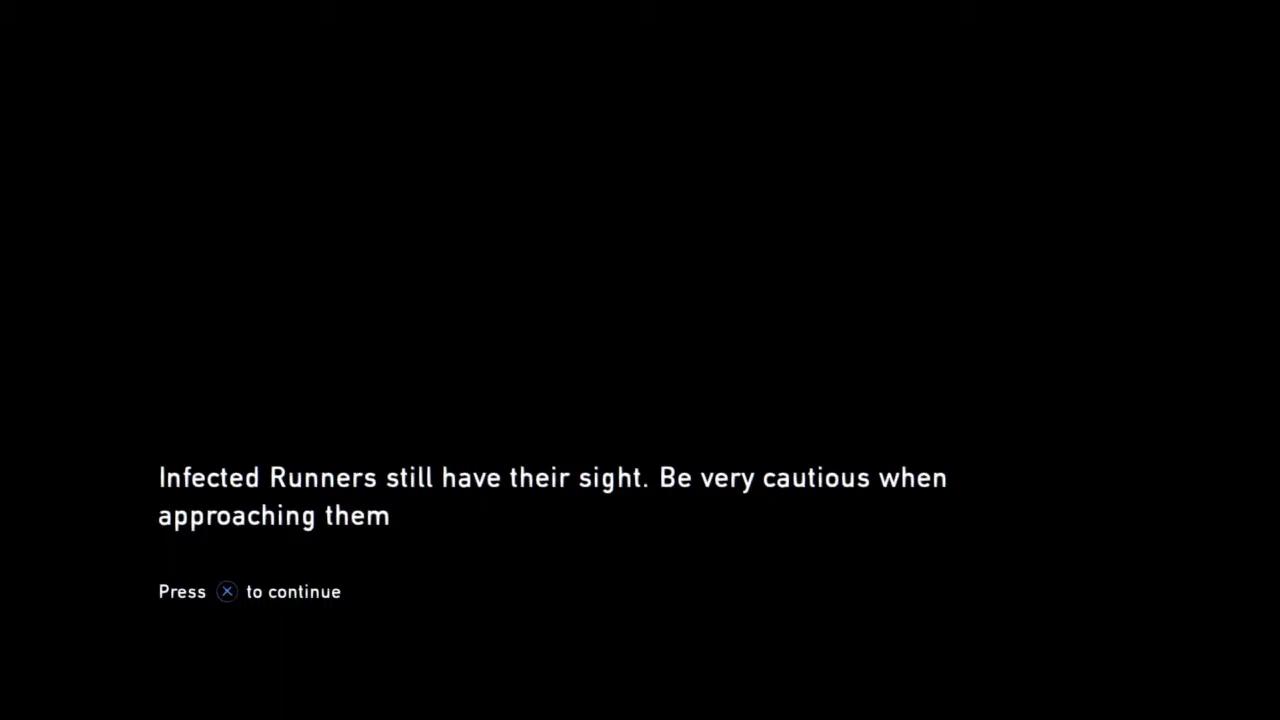 Infected Runners still have their sight. Be very cautious when
approaching them
Press ⓧ to continue